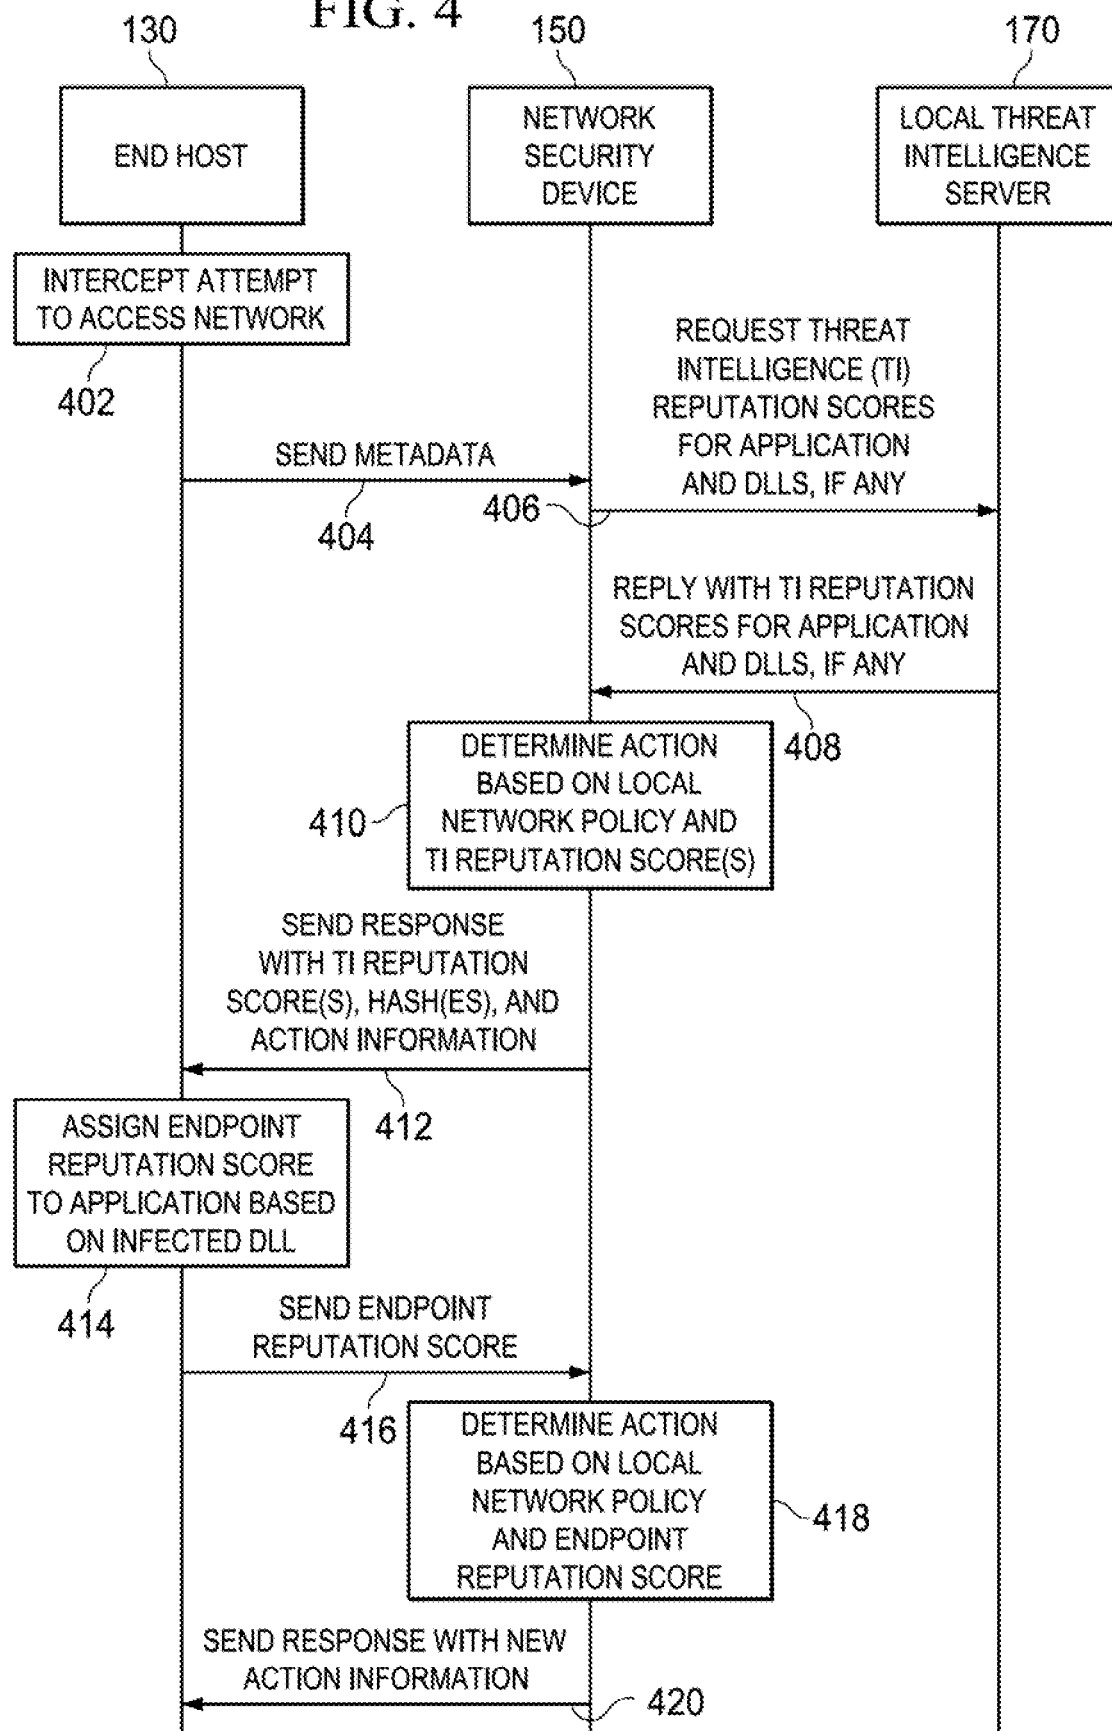 FIG. 4
130
150
170
END HOST
NETWORK
SECURITY
DEVICE
LOCAL THREAT
INTELLIGENCE
SERVER
INTERCEPT ATTEMPT
TO ACCESS NETWORK
402
REQUEST THREAT
INTELLIGENCE (TI)
REPUTATION SCORES
FOR APPLICATION
AND DLLS, IF ANY
SEND METADATA
404
406
REPLY WITH TI REPUTATION
SCORES FOR APPLICATION
AND DLLS, IF ANY
408
DETERMINE ACTION
BASED ON LOCAL
NETWORK POLICY AND
TI REPUTATION SCORE(S)
410
SEND RESPONSE
WITH TI REPUTATION
SCORE(S), HASH(ES), AND
ACTION INFORMATION
412
ASSIGN ENDPOINT
REPUTATION SCORE
TO APPLICATION BASED
ON INFECTED DLL
414
SEND ENDPOINT
REPUTATION SCORE
416
DETERMINE ACTION
BASED ON LOCAL
NETWORK POLICY
AND ENDPOINT
REPUTATION SCORE
418
SEND RESPONSE WITH NEW
ACTION INFORMATION
420